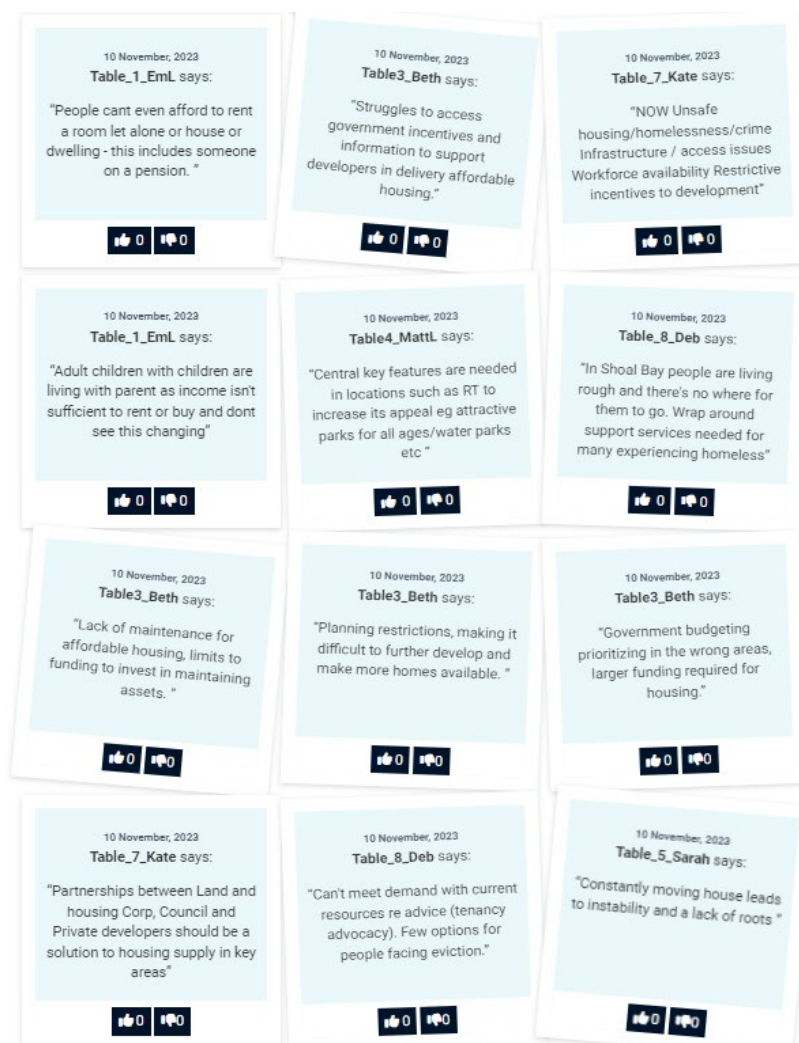 10 November, 2023
Table_1_EmL says:
"People cant even afford to rent
a room let alone or house or
dwelling - this includes someone
on a pension. "
0 0
10 November, 2023
Table3_Beth says:
"Struggles to access
government incentives and
information to support
developers in delivery affordable
housing."
0 0
10 November, 2023
Table_7_Kate says:
"NOW Unsafe
housing/homelessness/crime
Infrastructure / access issues
Workforce availability Restrictive
incentives to development"
0 0
10 November, 2023
Table_1_EmL says:
"Adult children with children are
living with parent as income isn't
sufficient to rent or buy and dont
see this changing"
0 0
10 November, 2023
Table4_MattL says:
"Central key features are needed
in locations such as RT to
increase its appeal eg attractive
parks for all ages/water parks
etc "
0 0
10 November, 2023
Table_8_Deb says:
"In Shoal Bay people are living
rough and there's no where for
them to go. Wrap around
support services needed for
many experiencing homeless"
0 0
10 November, 2023
Table3_Beth says:
"Lack of maintenance for
affordable housing, limits to
funding to invest in maintaining
assets. "
0 0
10 November, 2023
Table3_Beth says:
"Planning restrictions, making it
difficult to further develop and
make more homes available. "
0 0
10 November, 2023
Table3_Beth says:
"Government budgeting
prioritizing in the wrong areas,
larger funding required for
housing."
0 0
10 November, 2023
Table_7_Kate says:
"Partnerships between Land and
housing Corp, Council and
Private developers should be a
solution to housing supply in key
areas"
0 0
10 November, 2023
Table_8_Deb says:
"Can't meet demand with current
resources re advice (tenancy
advocacy). Few options for
people facing eviction."
0 0
10 November, 2023
Table_5_Sarah says:
"Constantly moving house leads
to instability and a lack of roots "
0 0